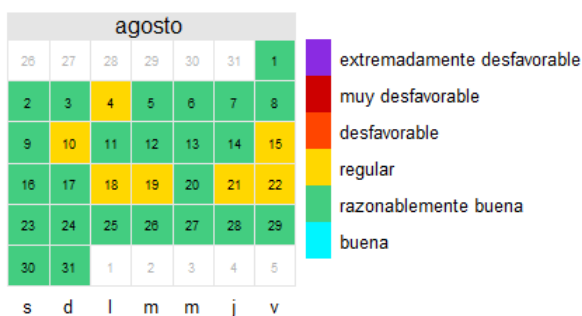 agosto
26 27 28 29 30 31 1
2 3 4 5 6 7 8
9 10 11 12 13 14 15
16 17 18 19 20 21 22
23 24 25 26 27 28 29
30 31 1 2 3 4 5
s d l m m j v
extremadamente desfavorable
muy desfavorable
desfavorable
regular
razonablemente buena
buena